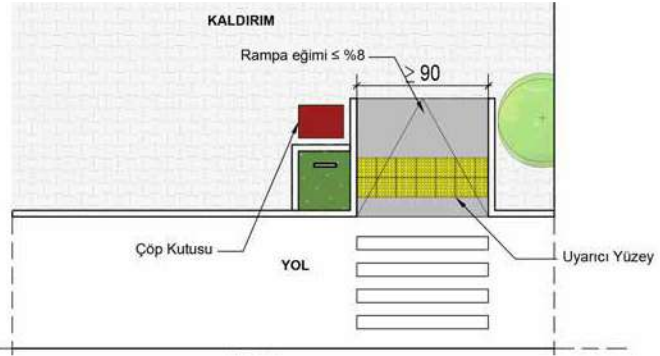 KALDIRIM
Rampa eğimi ≤ %8
≥ 90
Çöp Kutusu
YOL
Uyarıcı Yüzey